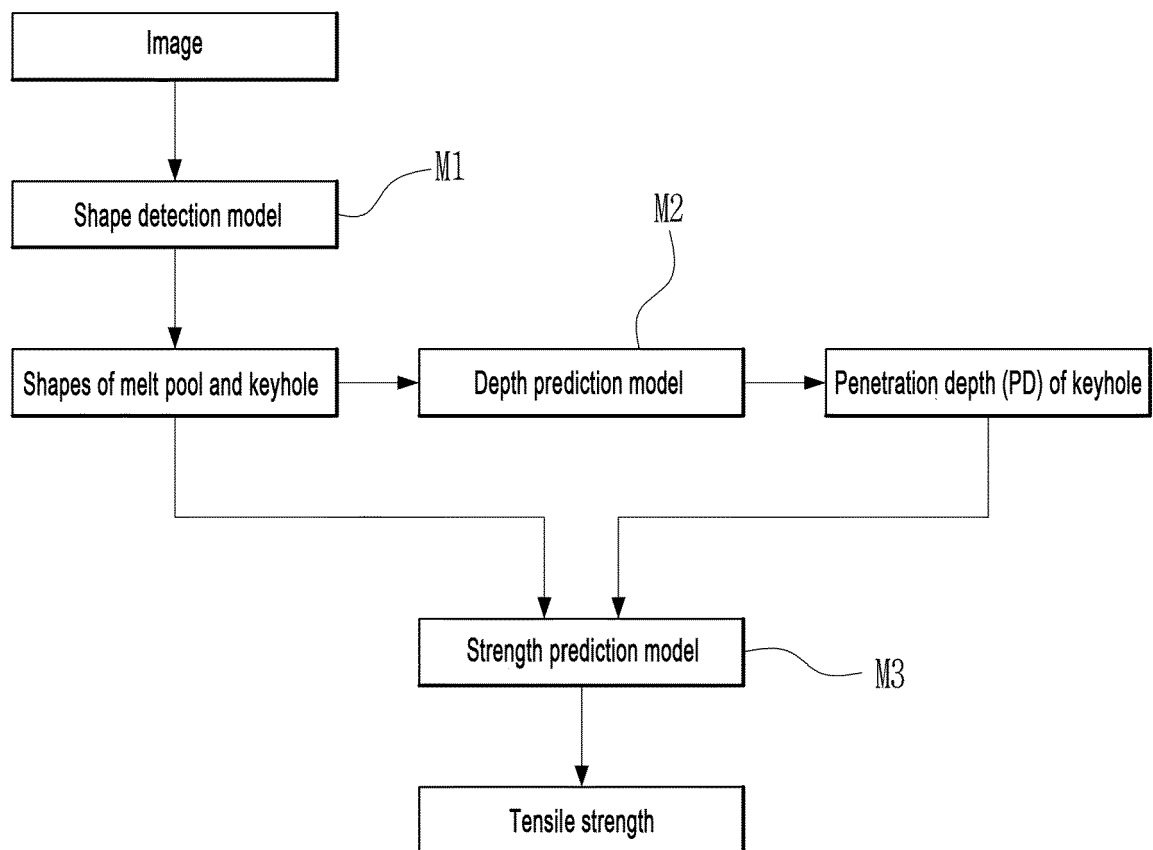 Image
M1
Shape detection model
M2
Shapes of melt pool and keyhole
Depth prediction model
Penetration depth (PD) of keyhole
Strength prediction model
M3
Tensile strength